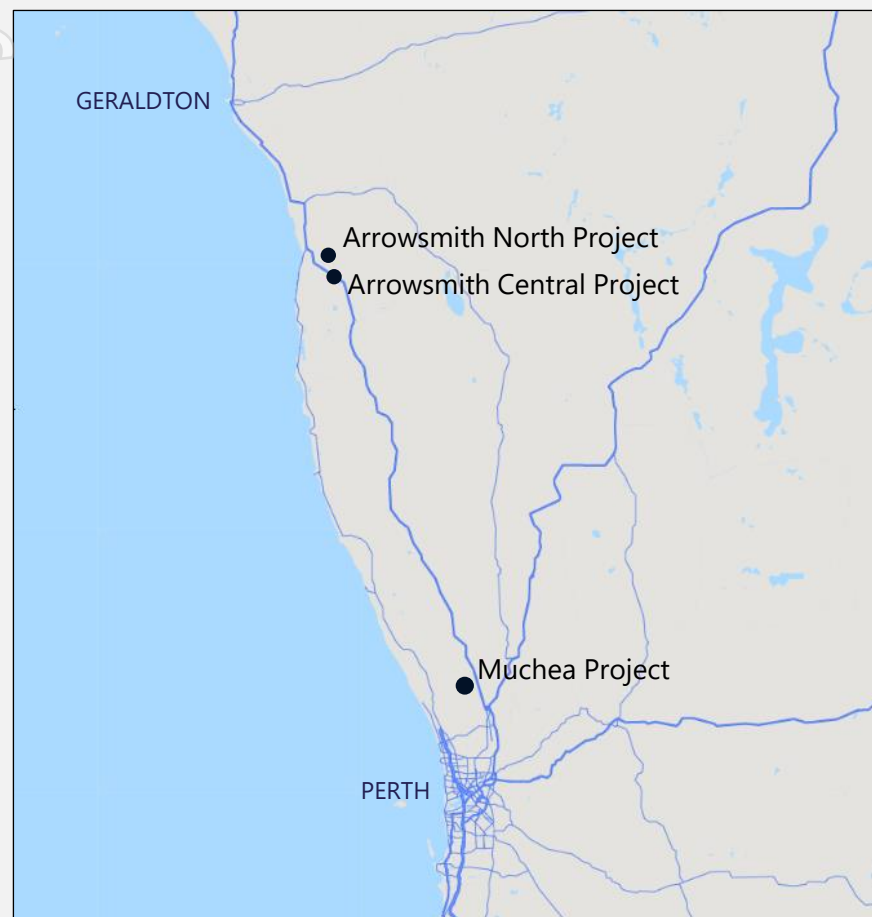 GERALDTON
Arrowsmith North Project
Arrowsmith Central Project
Muchea Project
PERTH